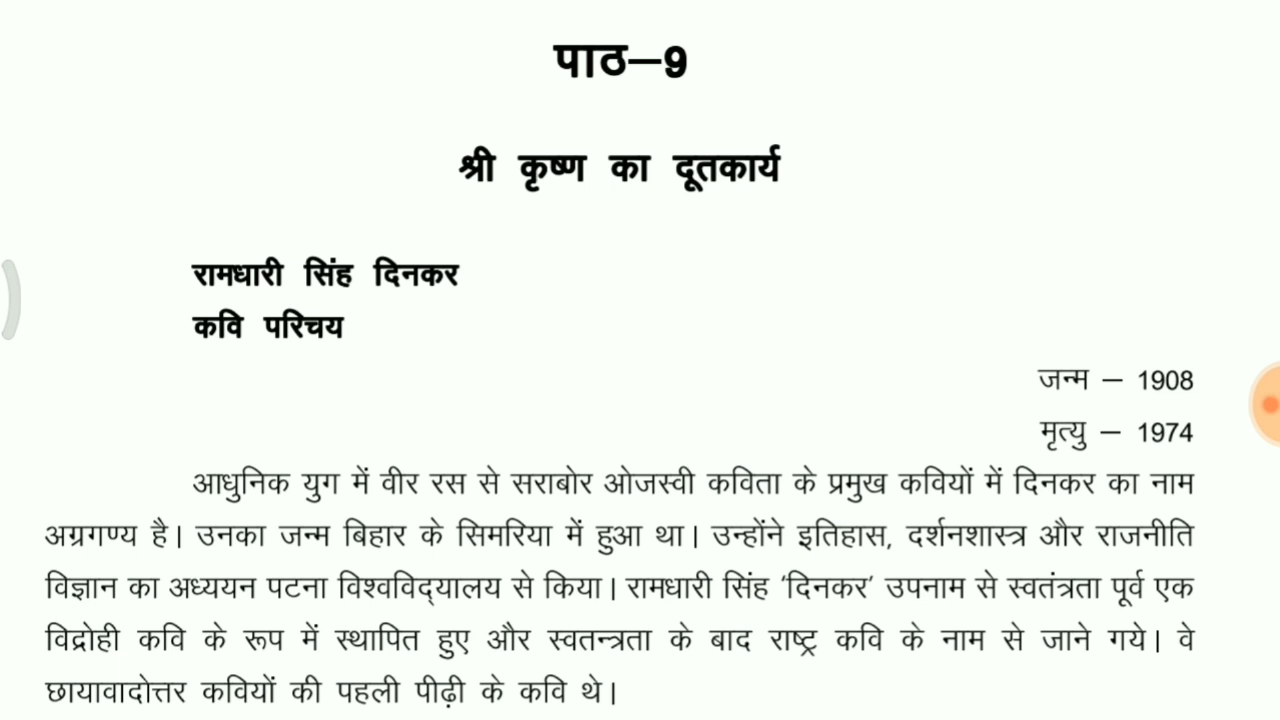 पाठ–9
श्री कृष्ण का दूतकार्य
रामधारी सिंह दिनकर
कवि परिचय
जन्म – 1908
मृत्यु – 1974
आधुनिक युग में वीर रस से सराबोर ओजस्वी कविता के प्रमुख कवियों में दिनकर का नाम
अग्रगण्य है। उनका जन्म बिहार के सिमरिया में हुआ था। उन्होंने इतिहास, दर्शनशास्त्र और राजनीति
विज्ञान का अध्ययन पटना विश्वविद्यालय से किया। रामधारी सिंह 'दिनकर' उपनाम से स्वतंत्रता पूर्व एक
विद्रोही कवि के रूप में स्थापित हुए और स्वतन्त्रता के बाद राष्ट्र कवि के नाम से जाने गये। वे
छायावादोत्तर कवियों की पहली पीढ़ी के कवि थे।